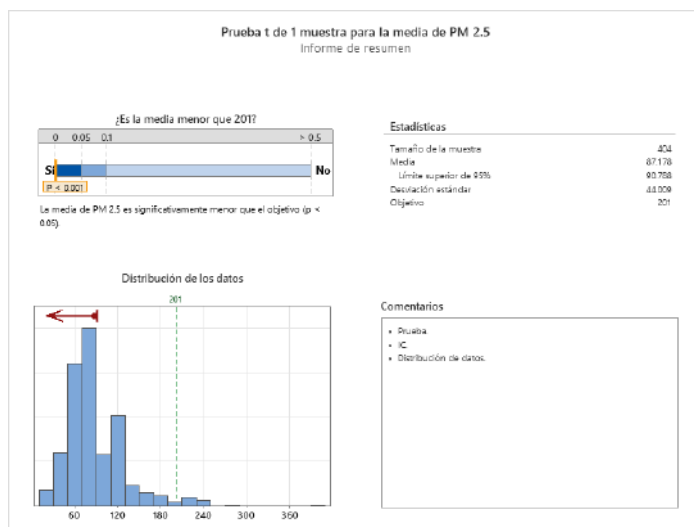 Prueba t de 1 muestra para la media de PM 2.5
Informe de resumen
¿Es la media menor que 201?
0 0.05 0.1 > 0.5
Sí No
P < 0.001
La media de PM 2.5 es significativamente menor que el objetivo (p <
0.05).
Estadísticas
Tamaño de la muestra 404
Media 87.178
Límite superior de 95% 90.788
Desviación estándar 44.009
Objetivo 201
Distribución de los datos
201
60 120 180 240 300 360
Comentarios
• Prueba.
• IC.
• Distribución de datos.